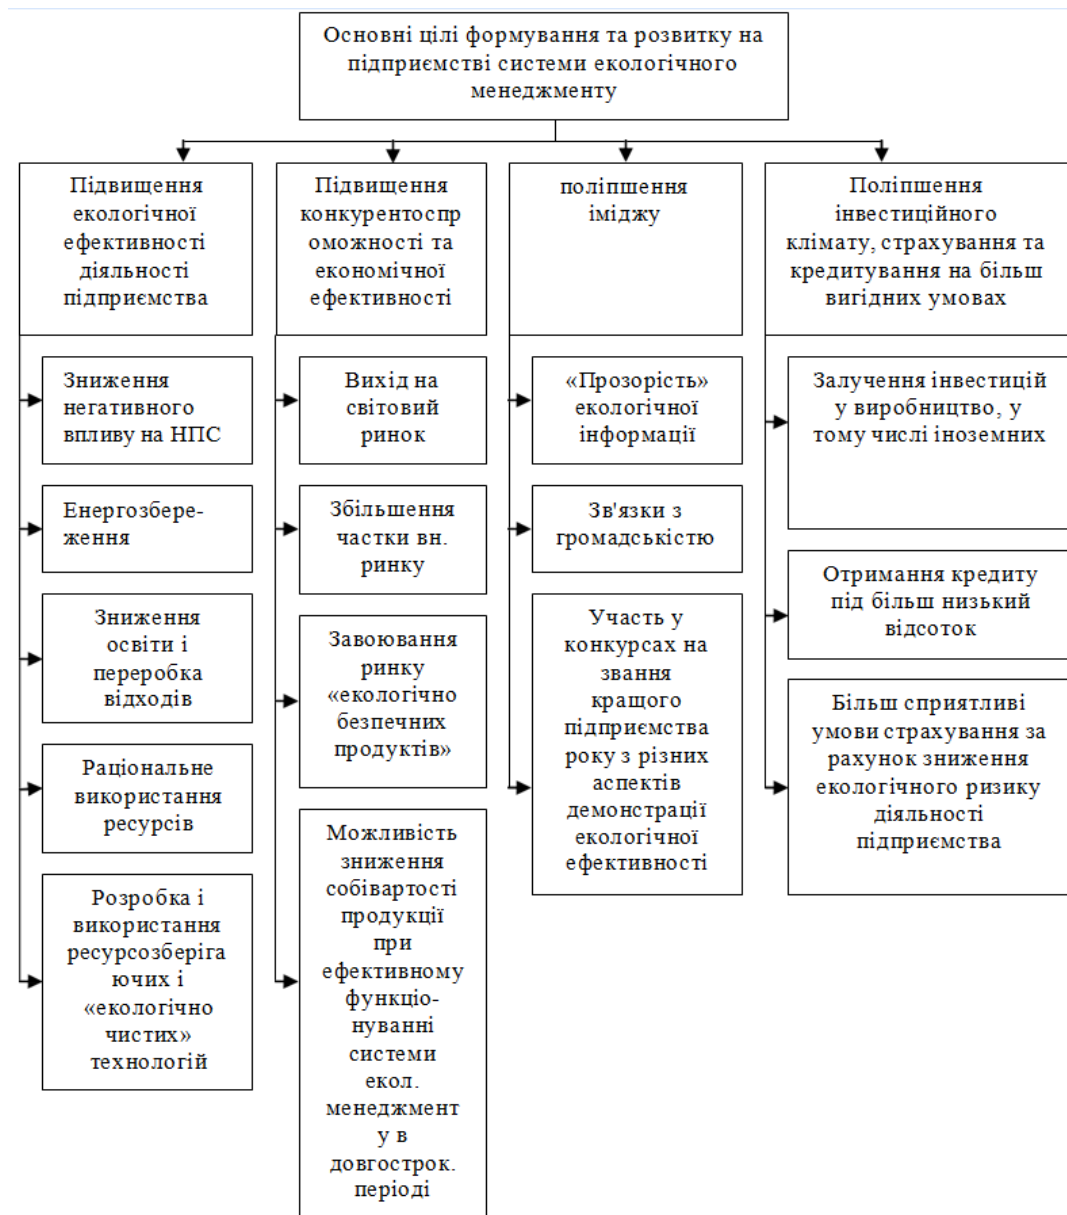 Основні цілі формування та розвитку на
підприємстві системи екологічного
менеджменту
Підвищення
екологічної
ефективності
діяльності
підприємства
Зниження
негативного
впливу на НПС
Енергозбере-
ження
Зниження
освіти і
переробка
відходів
Раціональне
використання
ресурсів
Розробка і
використання
ресурсозберіга
ючих і
«екологічно
чистих»
технологій
Підвищення
конкурентоспр
оможності та
економічної
ефективності
Вихід на
світовий
ринок
Збільшення
частки вн.
ринку
Завоювання
ринку
«екологічно
безпечних
продуктів»
Можливість
зниження
собівартості
продукції
при
ефективному
функціо-
нуванні
системи
екол.
менеджмент
у в
довгострок.
періоді
поліпшення
іміджу
«Прозорість»
екологічної
інформації
Зв'язки з
громадськістю
Участь у
конкурсах на
звання
кращого
підприємства
року з різних
аспектів
демонстрації
екологічної
ефективності
Поліпшення
інвестиційного
клімату, страхування та
кредитування на більш
вигідних умовах
Залучення інвестицій
у виробництво, у
тому числі іноземних
Отримання кредиту
під більш низький
відсоток
Більш сприятливі
умови страхування за
рахунок зниження
екологічного ризику
діяльності
підприємства